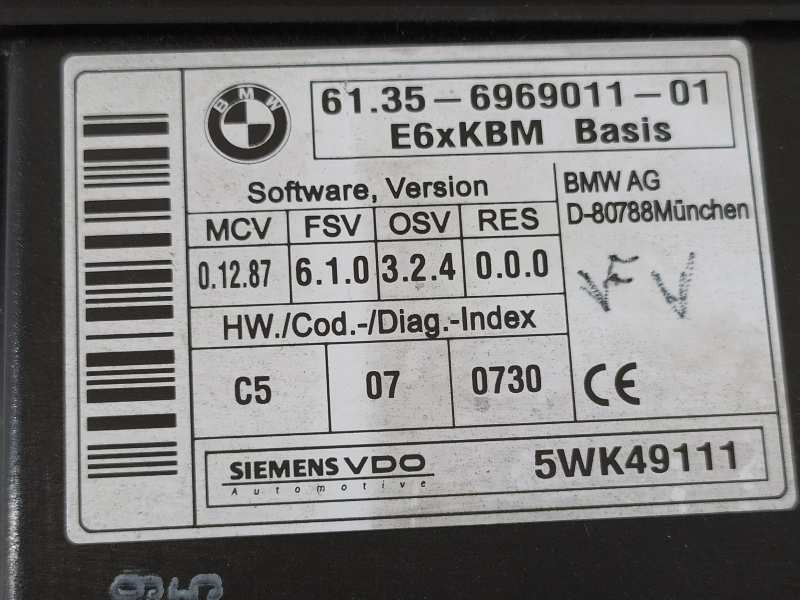 BMW
61.35-6969011-01
E6xKBM Basis
Software, Version
BMW AG
D-80788München
MCV FSV OSV RES
0.12.87 6.1.0 3.2.4 0.0.0
VFV
HW./Cod.-/Diag.-Index
C5 07 0730
CE
SIEMENS VDO
Automotive
5WK49111